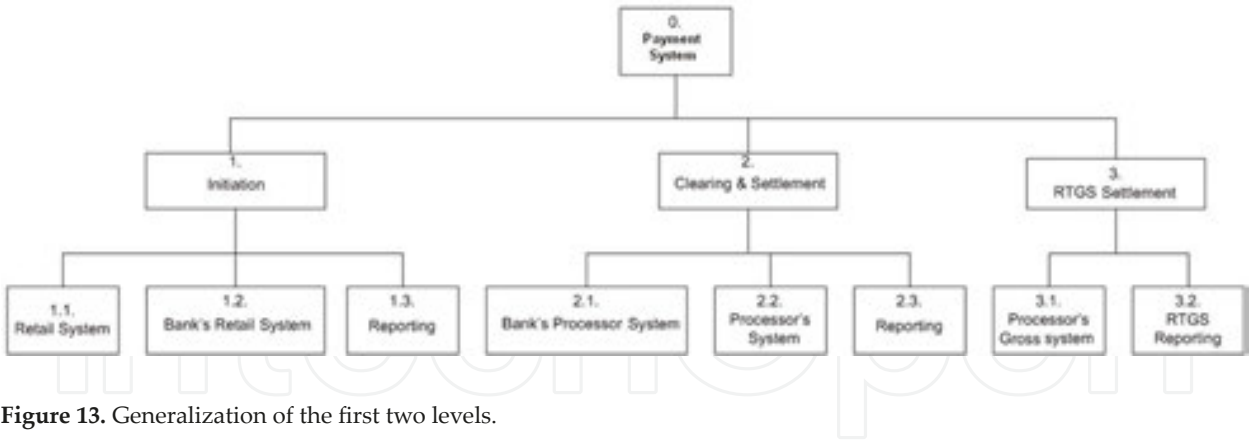 0.
Payment
System
1.
Initiation
2.
Clearing & Settlement
3.
RTGS Settlement
1.1.
Retail System
1.2.
Bank's Retail System
1.3.
Reporting
2.1.
Bank's Processor System
2.2.
Processor's
System
2.3.
Reporting
3.1.
Processor's
Gross system
3.2.
RTGS
Reporting
Figure 13. Generalization of the first two levels.